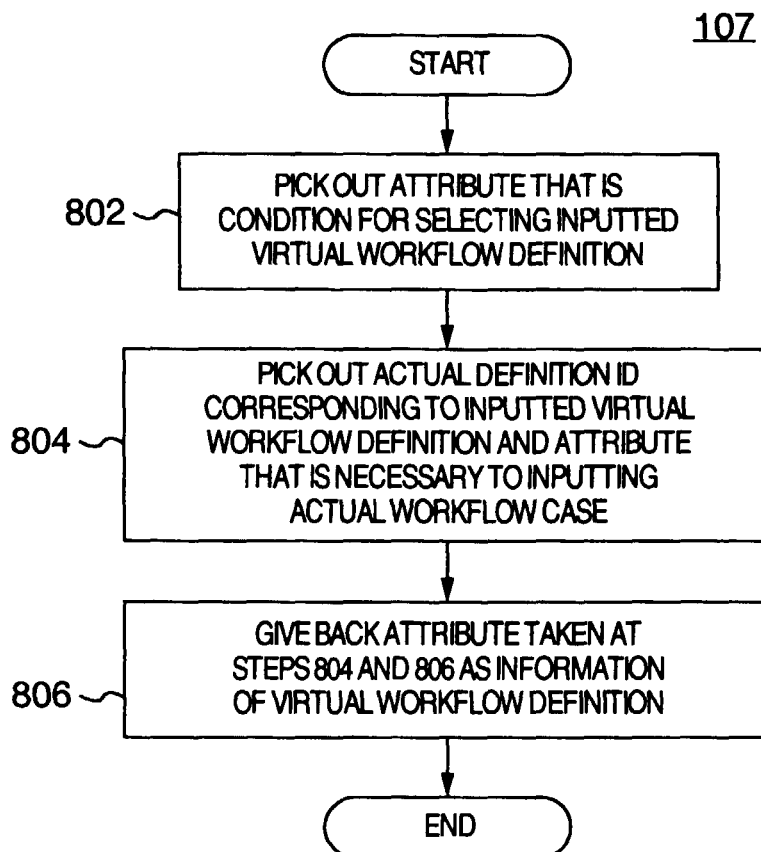 107
START
802
PICK OUT ATTRIBUTE THAT IS
CONDITION FOR SELECTING INPUTTED
VIRTUAL WORKFLOW DEFINITION
804
PICK OUT ACTUAL DEFINITION ID
CORRESPONDING TO INPUTTED VIRTUAL
WORKFLOW DEFINITION AND ATTRIBUTE
THAT IS NECESSARY TO INPUTTING
ACTUAL WORKFLOW CASE
806
GIVE BACK ATTRIBUTE TAKEN AT
STEPS 804 AND 806 AS INFORMATION
OF VIRTUAL WORKFLOW DEFINITION
END